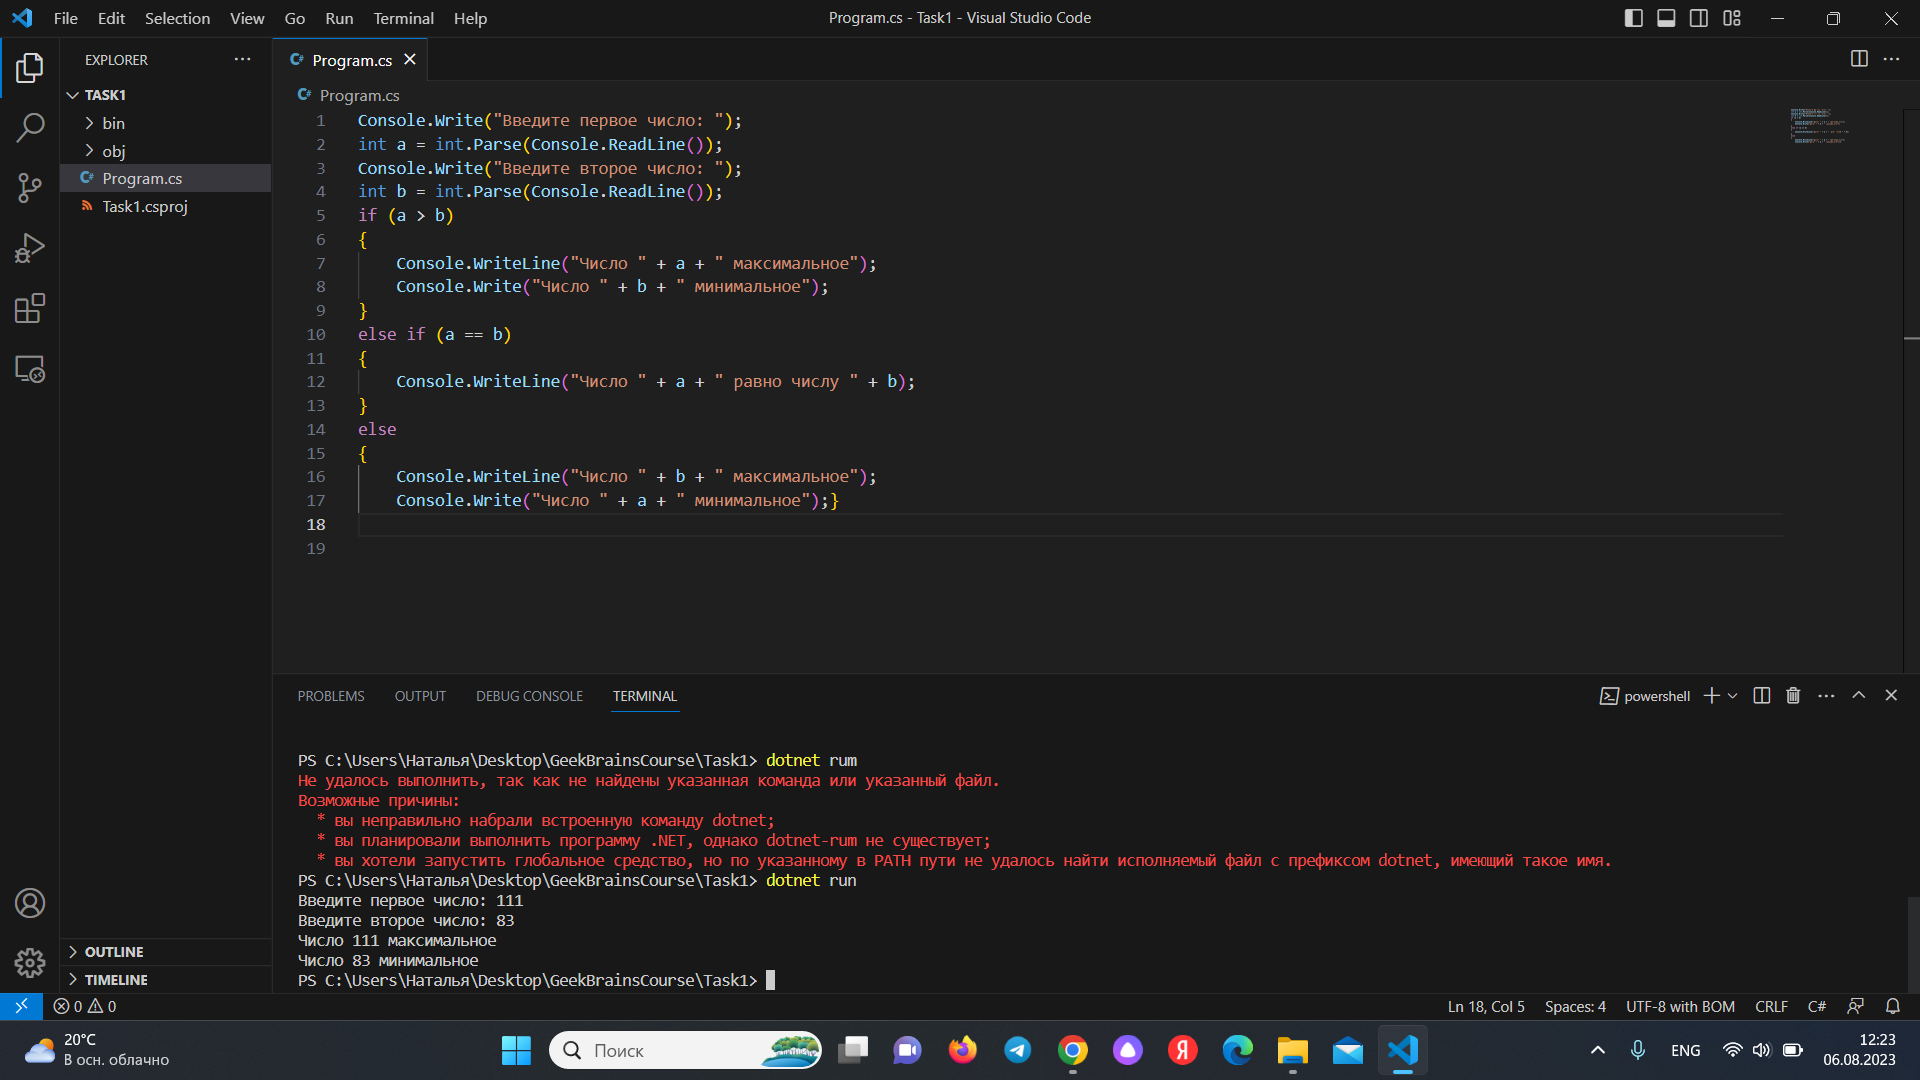 File Edit Selection View Go Run Terminal Help
Program.cs - Task1 - Visual Studio Code
EXPLORER
TASK1
bin
obj
Program.cs
Task1.csproj
OUTLINE
TIMELINE
Program.cs
Program.cs
1 Console.Write("Введите первое число: ");
2 int a = int.Parse(Console.ReadLine());
3 Console.Write("Введите второе число: ");
4 int b = int.Parse(Console.ReadLine());
5 if (a > b)
6 {
7     Console.WriteLine("Число " + a + " максимальное");
8     Console.Write("Число " + b + " минимальное");
9 }
10 else if (a == b)
11 {
12     Console.WriteLine("Число " + a + " равно числу " + b);
13 }
14 else
15 {
16     Console.WriteLine("Число " + b + " максимальное");
17     Console.Write("Число " + a + " минимальное");}
18
19
PROBLEMS OUTPUT DEBUG CONSOLE TERMINAL
powershell
PS C:\Users\Наталья\Desktop\GeekBrainsCourse\Task1> dotnet rum
Не удалось выполнить, так как не найдены указанная команда или указанный файл.
Возможные причины:
  * вы неправильно набрали встроенную команду dotnet;
  * вы планировали выполнить программу .NET, однако dotnet-rum не существует;
  * вы хотели запустить глобальное средство, но по указанному в PATH пути не удалось найти исполняемый файл с префиксом dotnet, имеющий такое имя.
PS C:\Users\Наталья\Desktop\GeekBrainsCourse\Task1> dotnet run
Введите первое число: 111
Введите второе число: 83
Число 111 максимальное
Число 83 минимальное
PS C:\Users\Наталья\Desktop\GeekBrainsCourse\Task1>
0 0
Ln 18, Col 5 Spaces: 4 UTF-8 with BOM CRLF C#
20°C
В осн. облачно
Поиск
ENG
12:23
06.08.2023